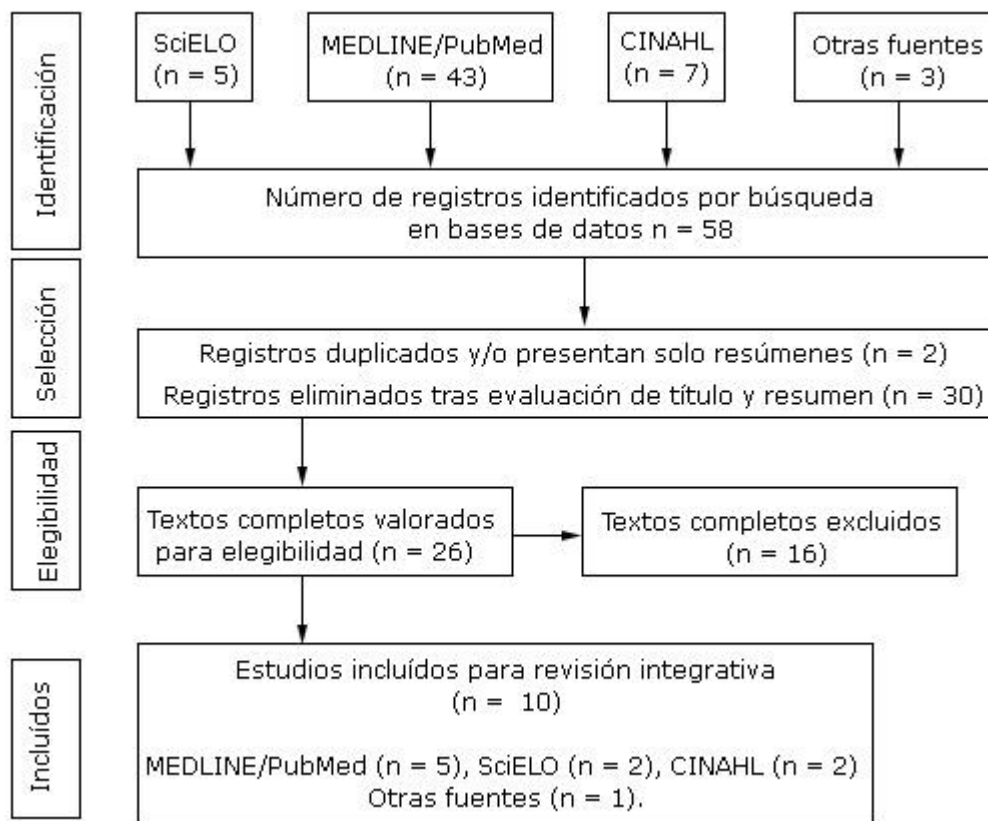 Identificación
SciELO
(n = 5)
MEDLINE/PubMed
(n = 43)
CINAHL
(n = 7)
Otras fuentes
(n = 3)
Número de registros identificados por búsqueda
en bases de datos n = 58
Selección
Registros duplicados y/o presentan solo resúmenes (n = 2)
Registros eliminados tras evaluación de título y resumen (n = 30)
Elegibilidad
Textos completos valorados
para elegibilidad (n = 26)
Textos completos excluidos
(n = 16)
Incluídos
Estudios incluídos para revisión integrativa
(n = 10)
MEDLINE/PubMed (n = 5), SciELO (n = 2), CINAHL (n = 2)
Otras fuentes (n = 1).